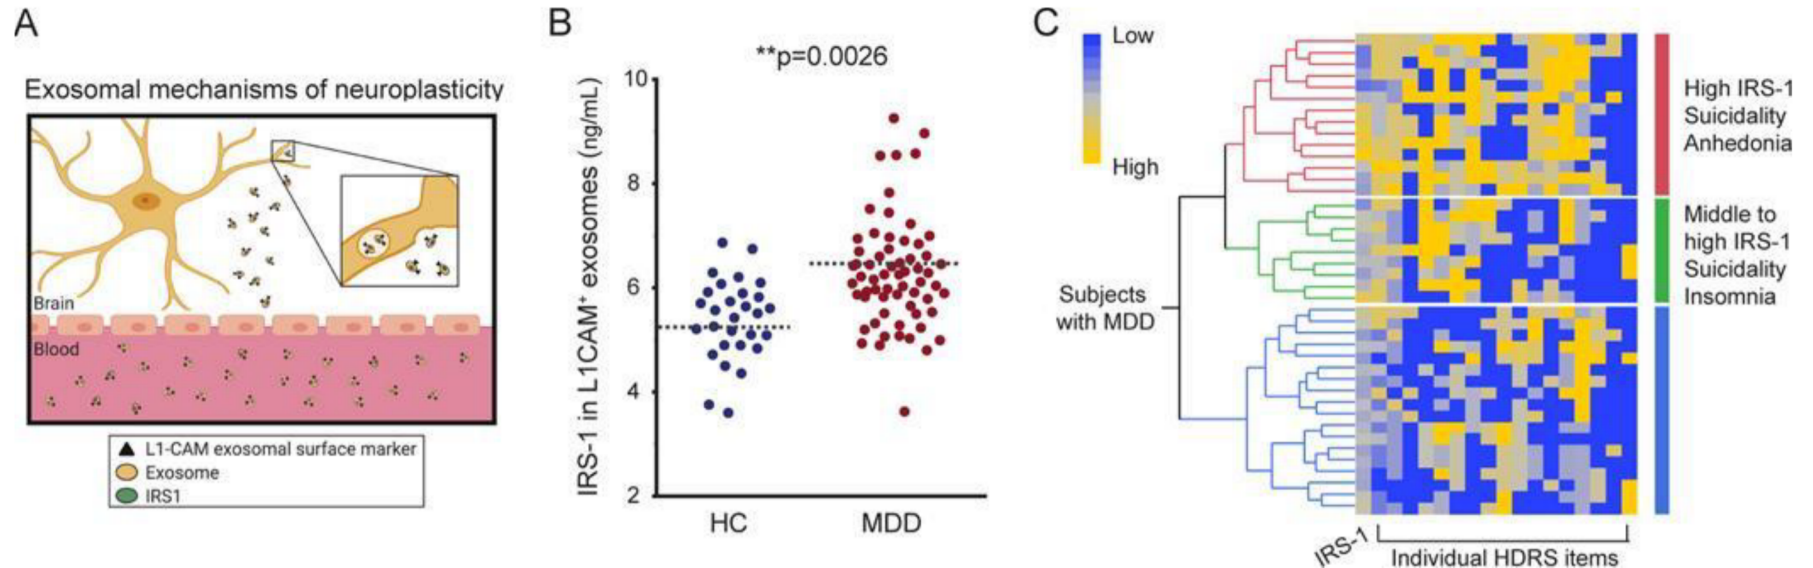 A
Exosomal mechanisms of neuroplasticity
Brain
Blood
L1-CAM exosomal surface marker
Exosome
IRS1
B
**p=0.0026
IRS-1 in L1CAM⁺ exosomes (ng/mL)
10
8
6
4
2
HC
MDD
C
Low
High
Subjects
with MDD
High IRS-1
Suicidality
Anhedonia
Middle to
high IRS-1
Suicidality
Insomnia
IRS-1
Individual HDRS items